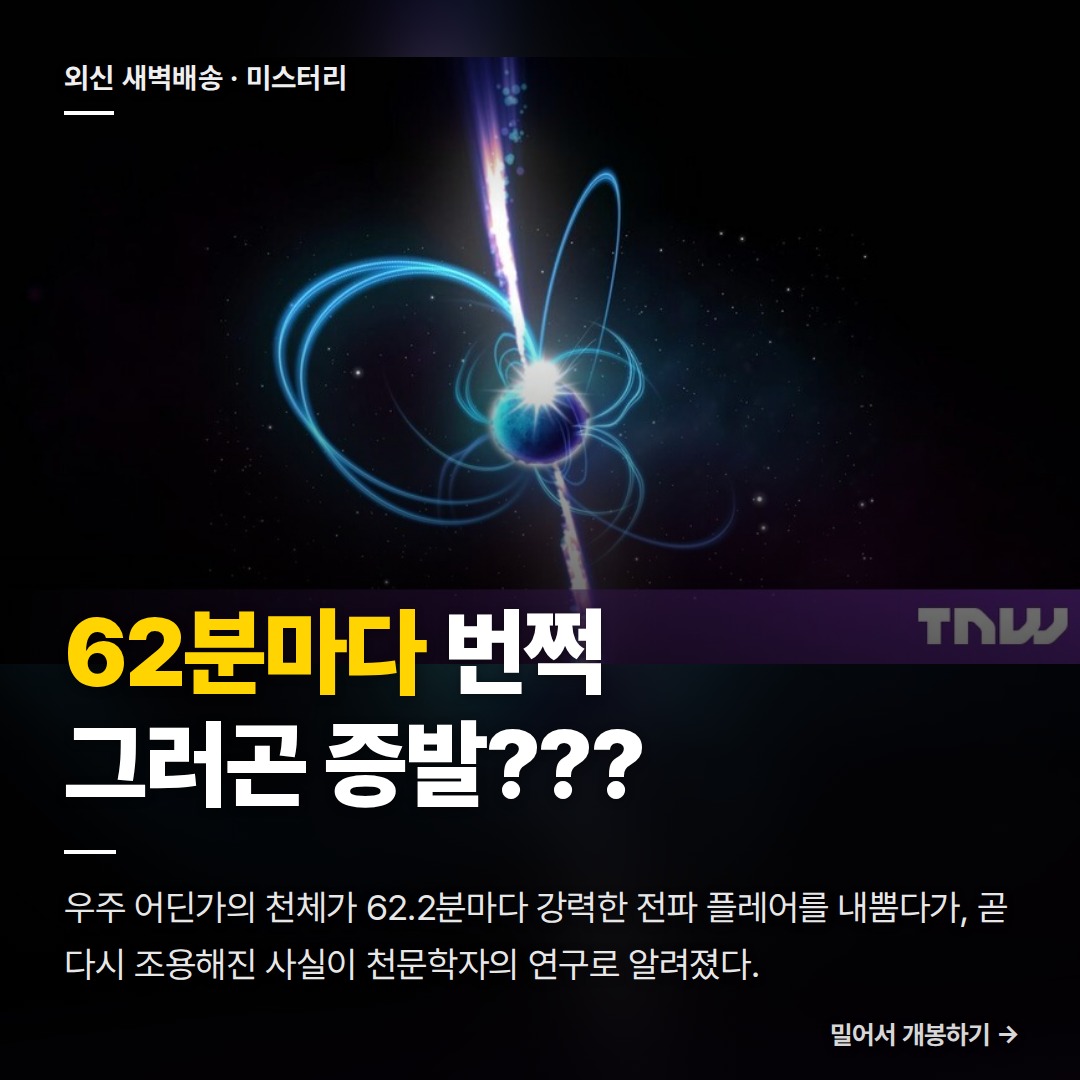 외신 새벽배송 · 미스터리
TNW
62분마다 번쩍
그러곤 증발???
우주 어딘가의 천체가 62.2분마다 강력한 전파 플레어를 내뿜다가, 곧
다시 조용해진 사실이 천문학자의 연구로 알려졌다.
밀어서 개봉하기 →